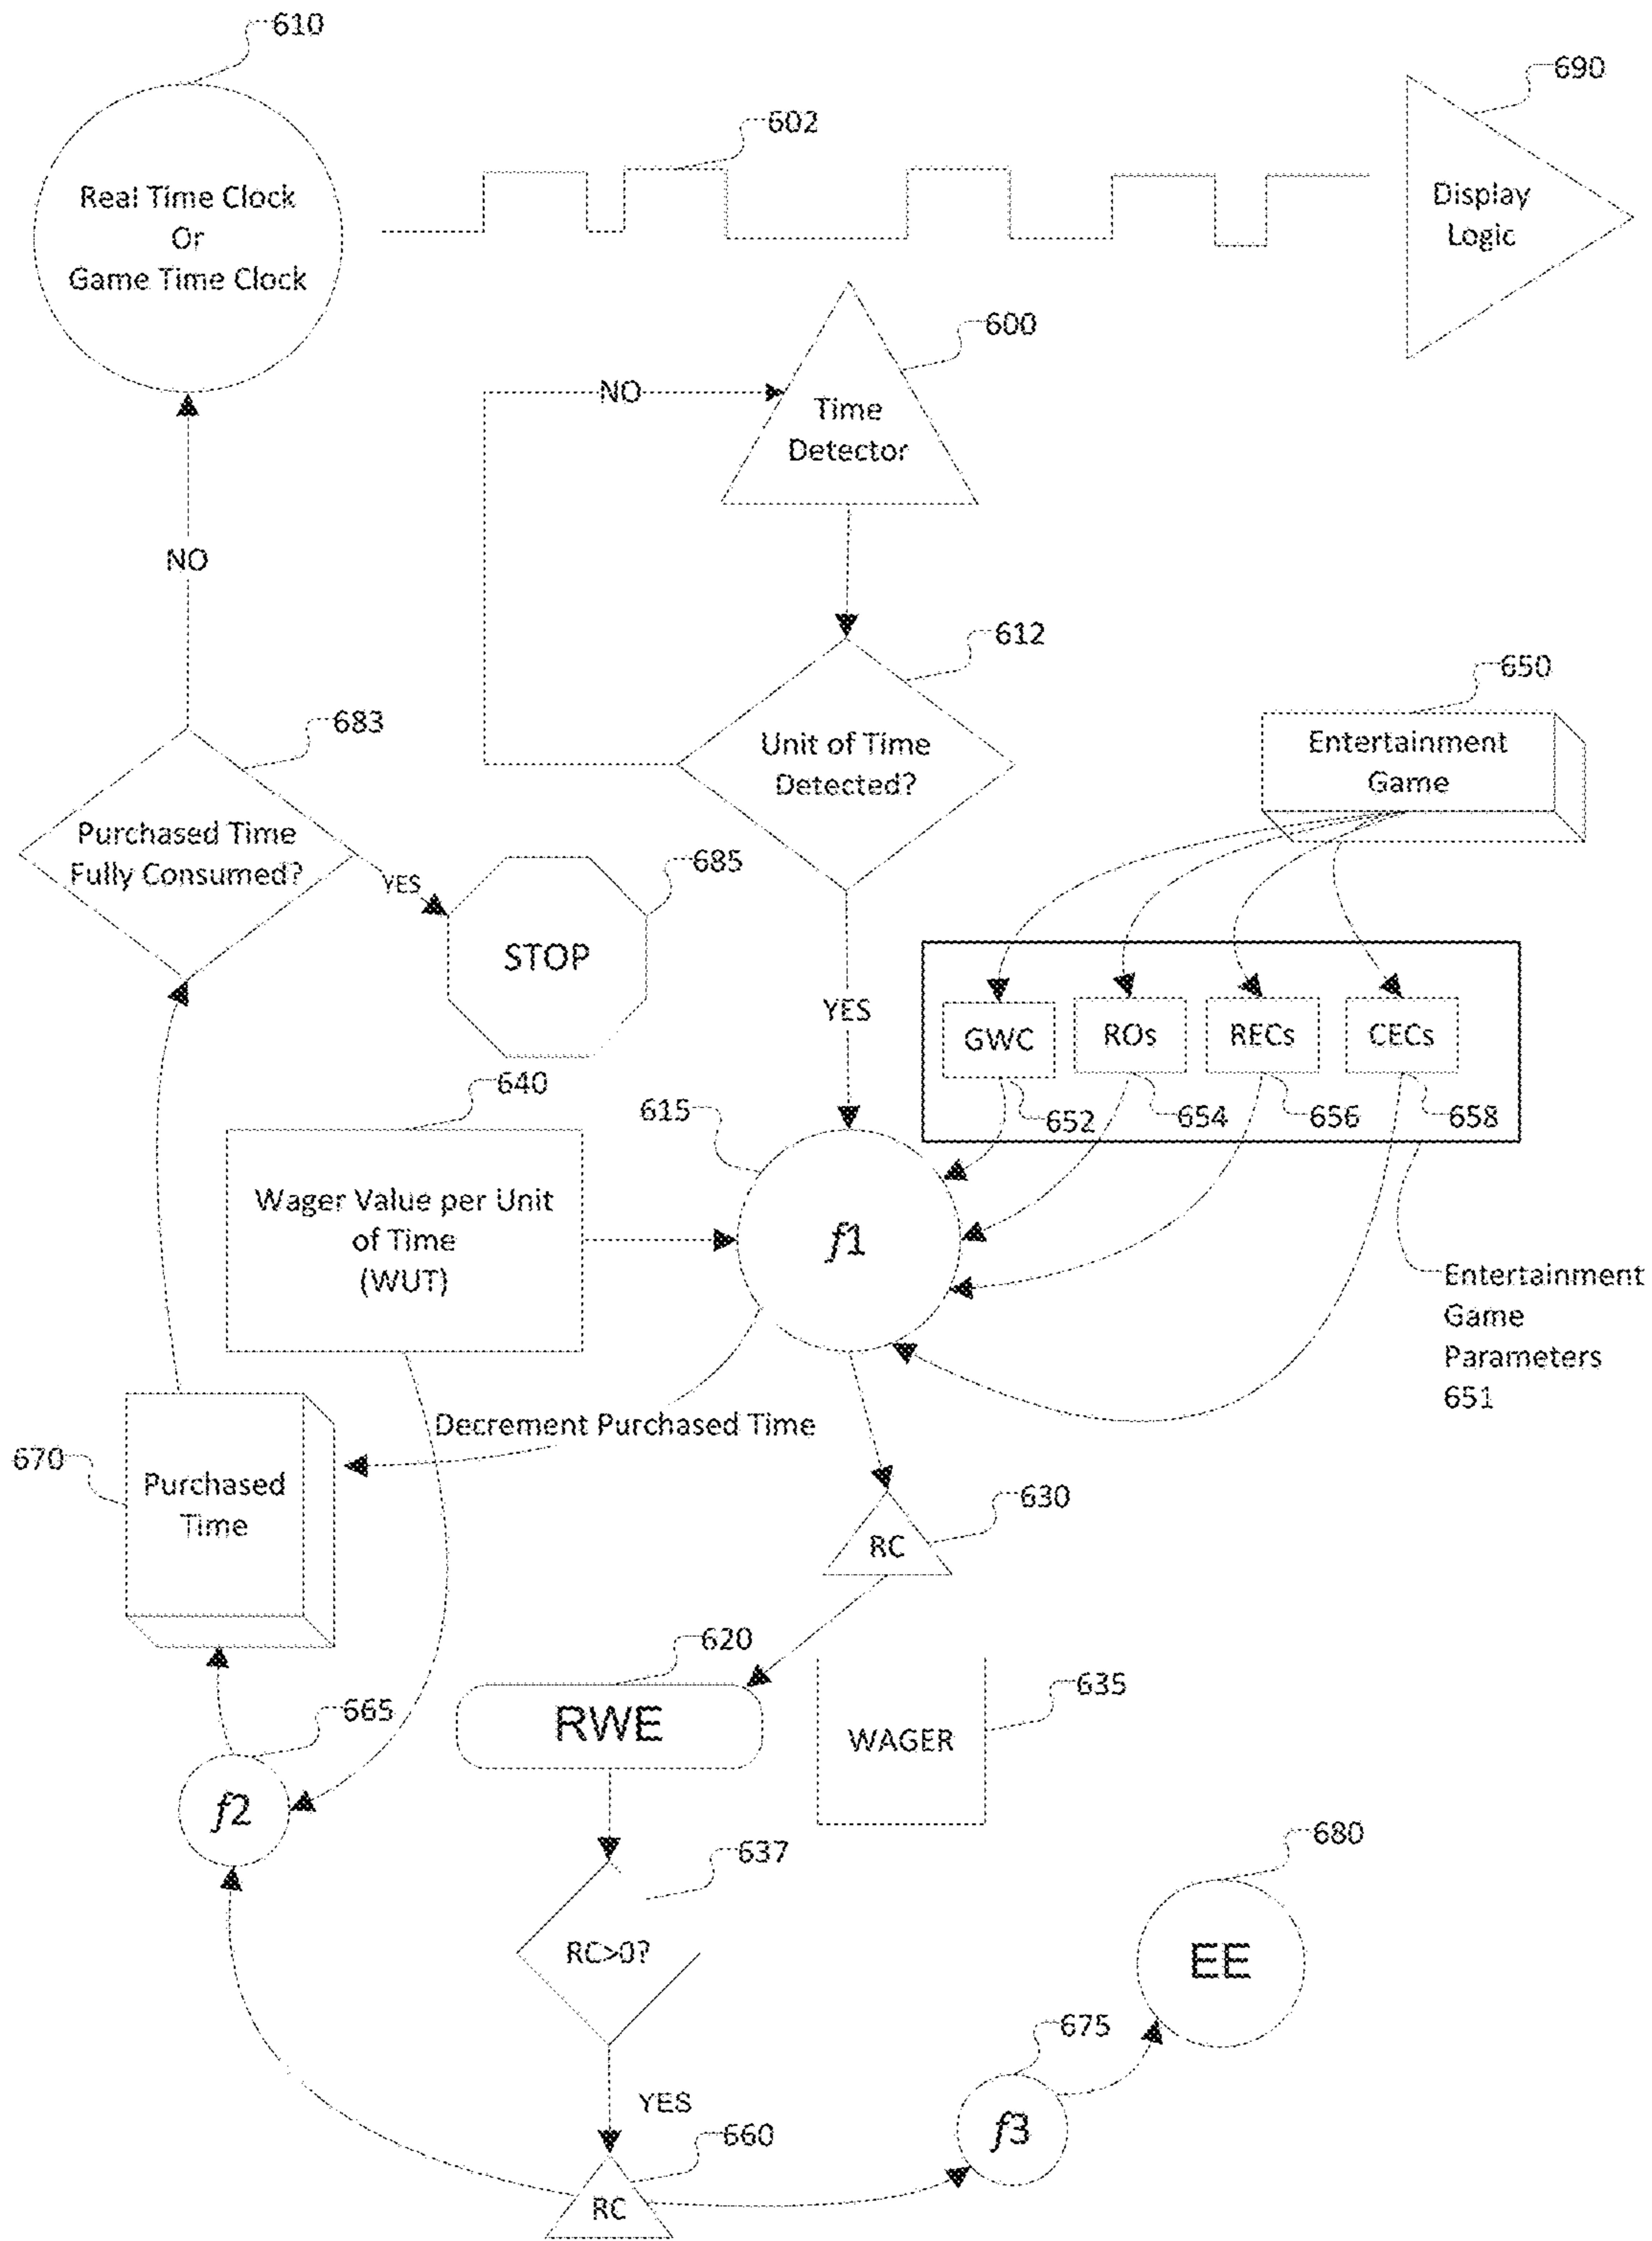 610
690
602
Real Time Clock
Or
Game Time Clock
Display
Logic
600
NO
Time
Detector
NO
612
650
683
Unit of Time
Detected?
Entertainment
Game
Purchased Time
Fully Consumed?
YES
685
STOP
YES
GWC
ROs
RECs
CECs
640
615
652
654
656
658
Wager Value per Unit
of Time
(WUT)
f1
Entertainment
Game
Parameters
651
Decrement Purchased Time
670
Purchased
Time
630
RC
620
665
635
RWE
WAGER
f2
637
680
RC>0?
EE
675
YES
660
f3
RC